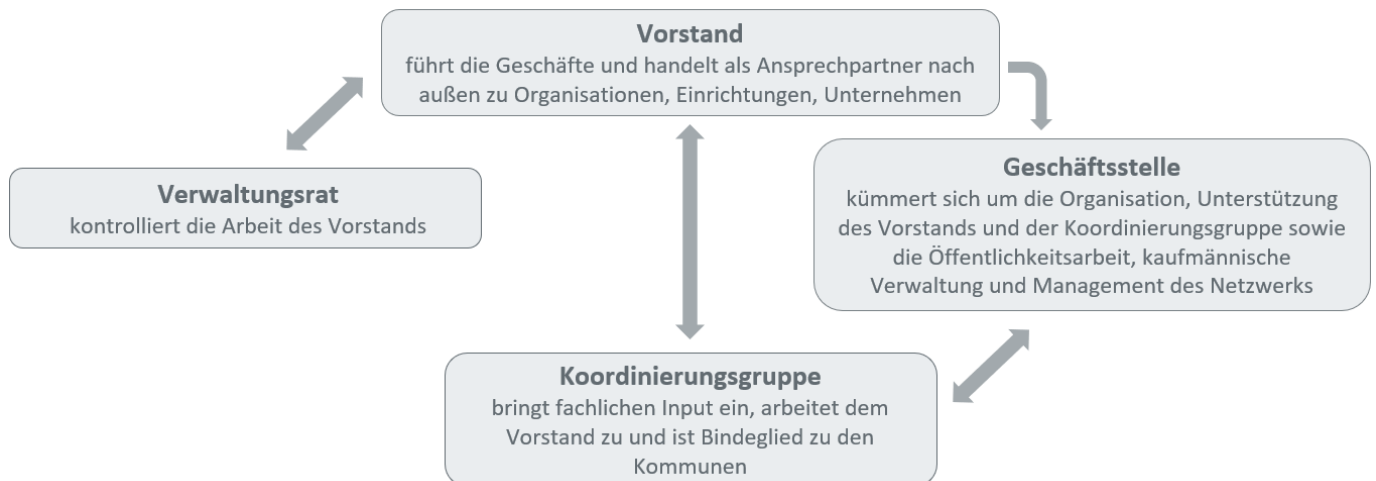 Vorstand
führt die Geschäfte und handelt als Ansprechpartner nach
außen zu Organisationen, Einrichtungen, Unternehmen
Verwaltungsrat
kontrolliert die Arbeit des Vorstands
Geschäftsstelle
kümmert sich um die Organisation, Unterstützung
des Vorstands und der Koordinierungsgruppe sowie
die Öffentlichkeitsarbeit, kaufmännische
Verwaltung und Management des Netzwerks
Koordinierungsgruppe
bringt fachlichen Input ein, arbeitet dem
Vorstand zu und ist Bindeglied zu den
Kommunen